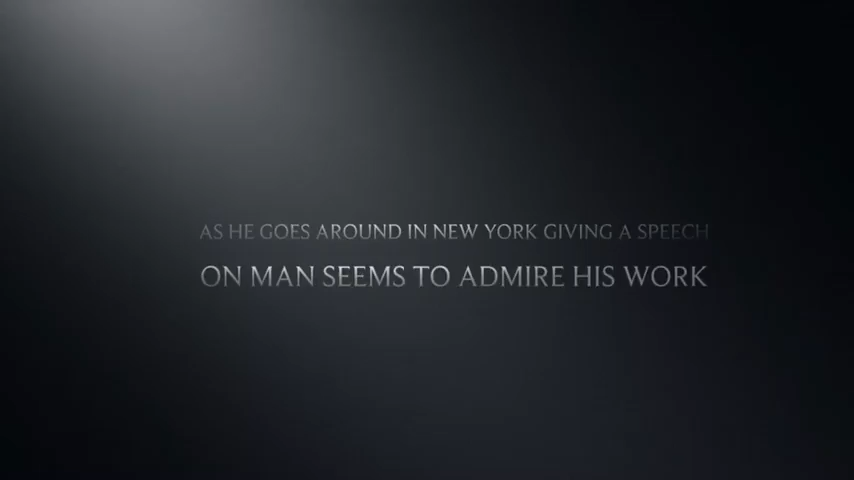 AS HE GOES AROUND IN NEW YORK GIVING A SPEECH
ON MAN SEEMS TO ADMIRE HIS WORK